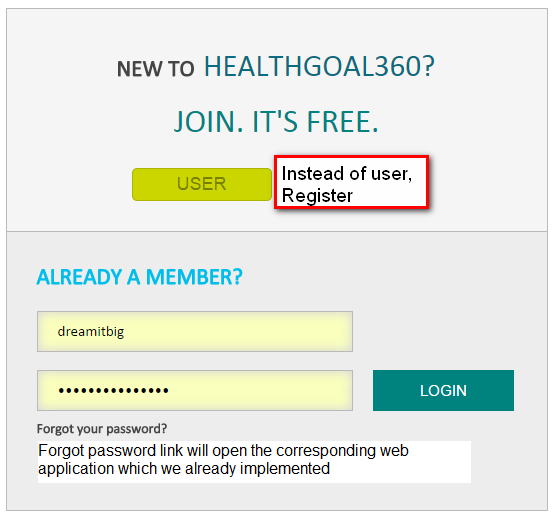 NEW TO HEALTHGOAL360?
JOIN. IT'S FREE.
USER
Instead of user,
Register
ALREADY A MEMBER?
dreamitbig
•••••••••••••••
LOGIN
Forgot your password?
Forgot password link will open the corresponding web
application which we already implemented